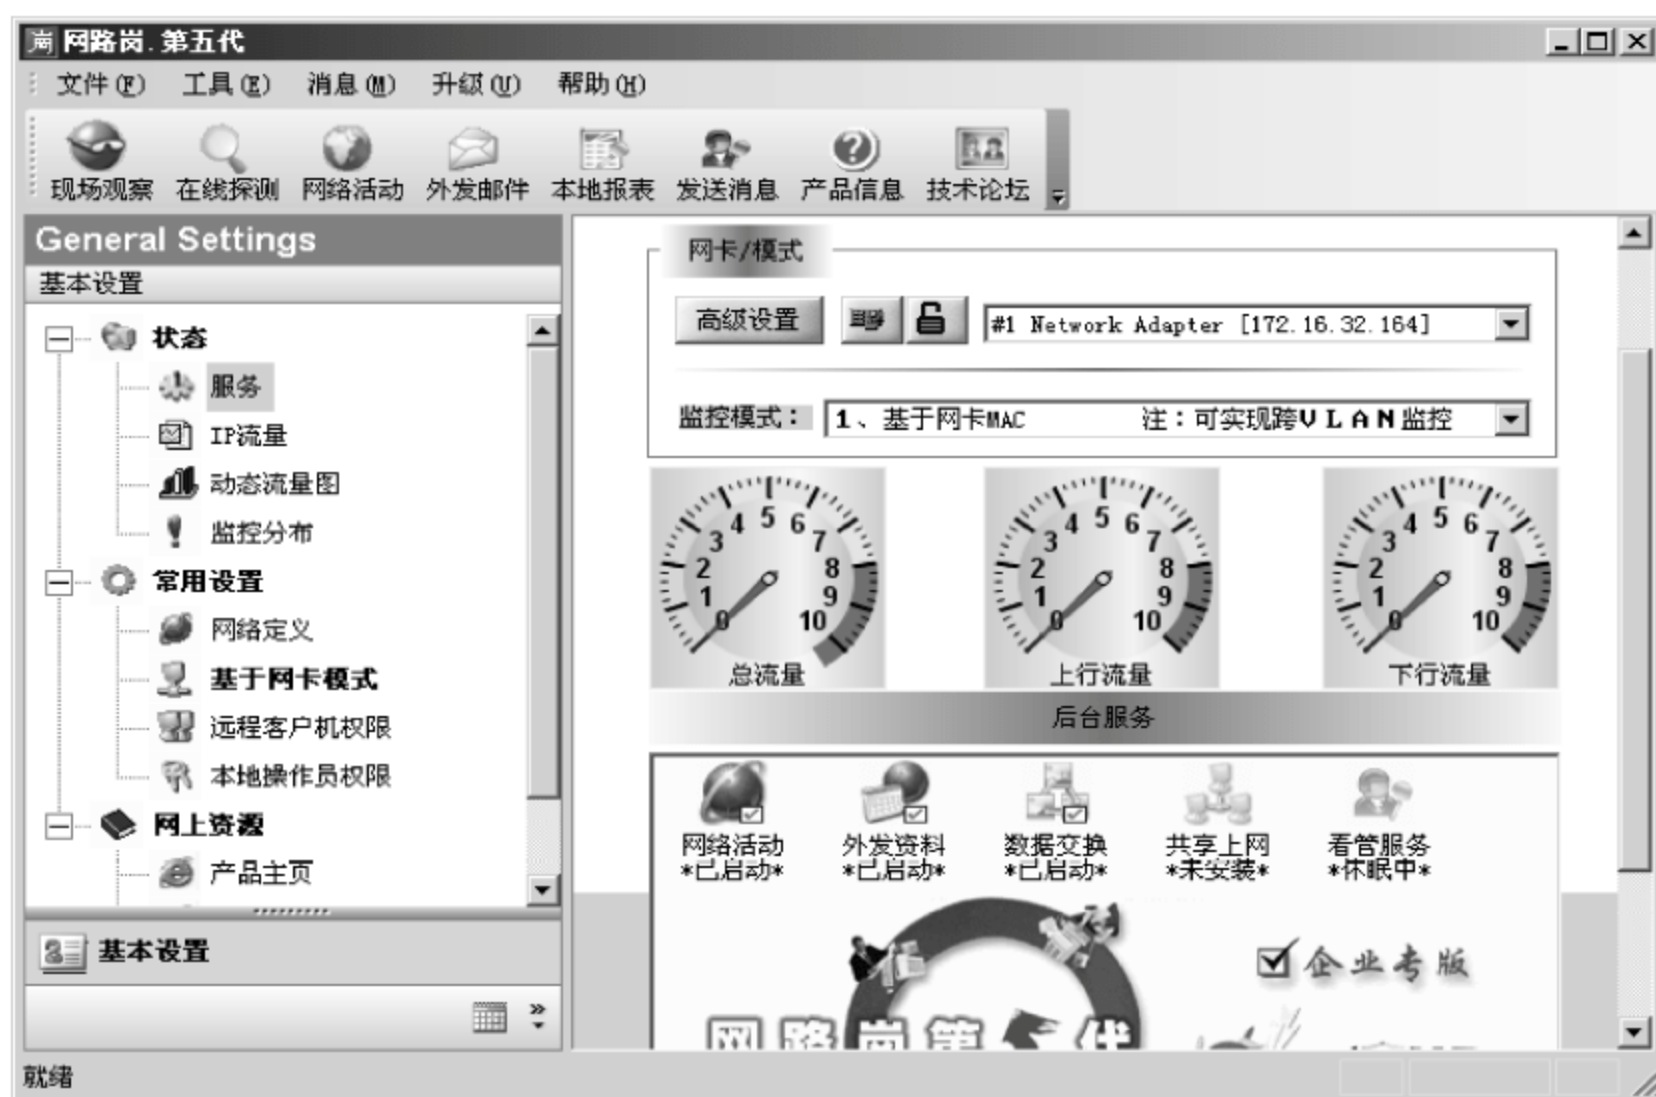 网路岗.第五代
文件(F) 工具(E) 消息(M) 升级(U) 帮助(H)
现场观察 在线探测 网络活动 外发邮件 本地报表 发送消息 产品信息 技术论坛
General Settings
基本设置
状态
服务
IP流量
动态流量图
监控分布
常用设置
网络定义
基于网卡模式
远程客户机权限
本地操作员权限
网上资源
产品主页
基本设置
网卡/模式
高级设置 #1 Network Adapter [172.16.32.164]
监控模式： 1、基于网卡MAC 注：可实现跨VLAN监控
0 1 2 3 4 5 6 7 8 9 10
总流量
0 1 2 3 4 5 6 7 8 9 10
上行流量
0 1 2 3 4 5 6 7 8 9 10
下行流量
后台服务
网络活动 外发资料 数据交换 共享上网 看管服务
*已启动* *已启动* *已启动* *未安装* *休眠中*
企业专版
网路岗第五代
就绪